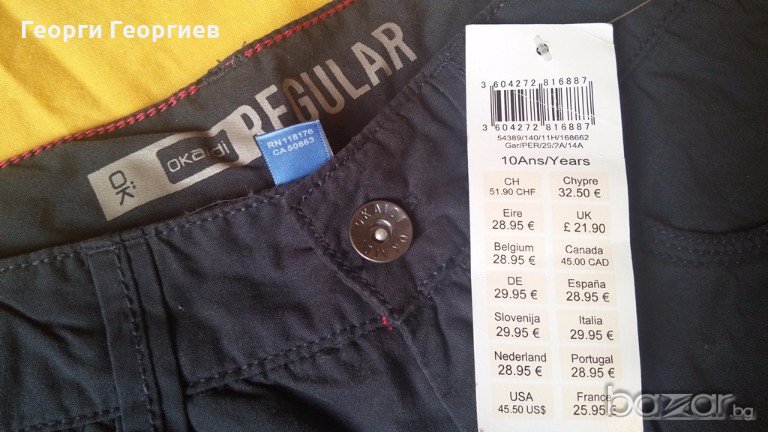 Георги Георгиев
REGULAR
OK:
okaïdi
RN 118176
CA 50863
OKAIDI
3 604272 816887
3 604272 816887
54389/140/11H/168662
Gar/PER/2S/2A/14A
10Ans/Years
CH
51.90 CHF
Chypre
32.50 €
Eire
28.95 €
UK
£ 21.90
Belgium
28.95 €
Canada
45.00 CAD
DE
29.95 €
España
28.95 €
Slovenija
29.95 €
Italia
29.95 €
Nederland
28.95 €
Portugal
28.95 €
USA
45.50 US$
France
25.95 €
bazar.bg